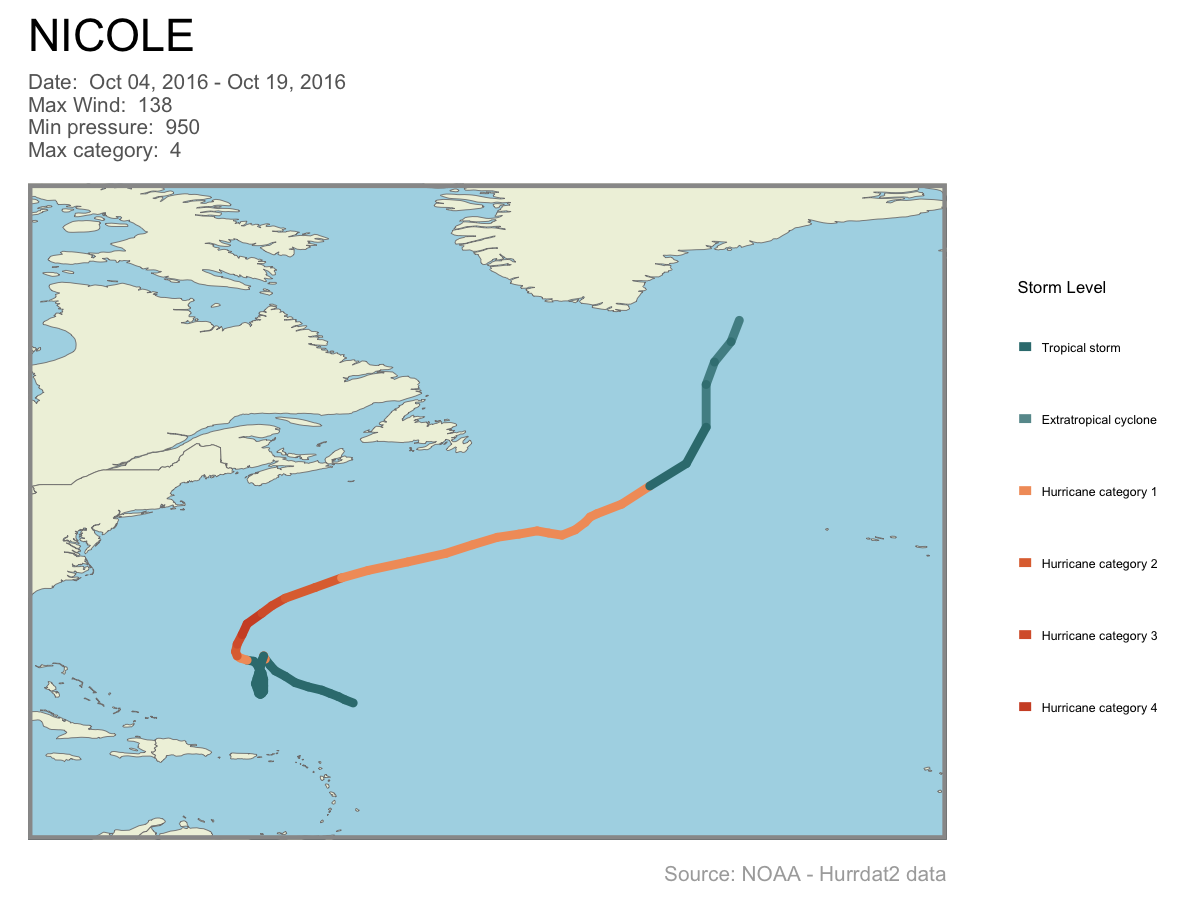 NICOLE
Date:  Oct 04, 2016 - Oct 19, 2016
Max Wind:  138
Min pressure:  950
Max category:  4
Storm Level
Tropical storm
Extratropical cyclone
Hurricane category 1
Hurricane category 2
Hurricane category 3
Hurricane category 4
Source: NOAA - Hurrdat2 data